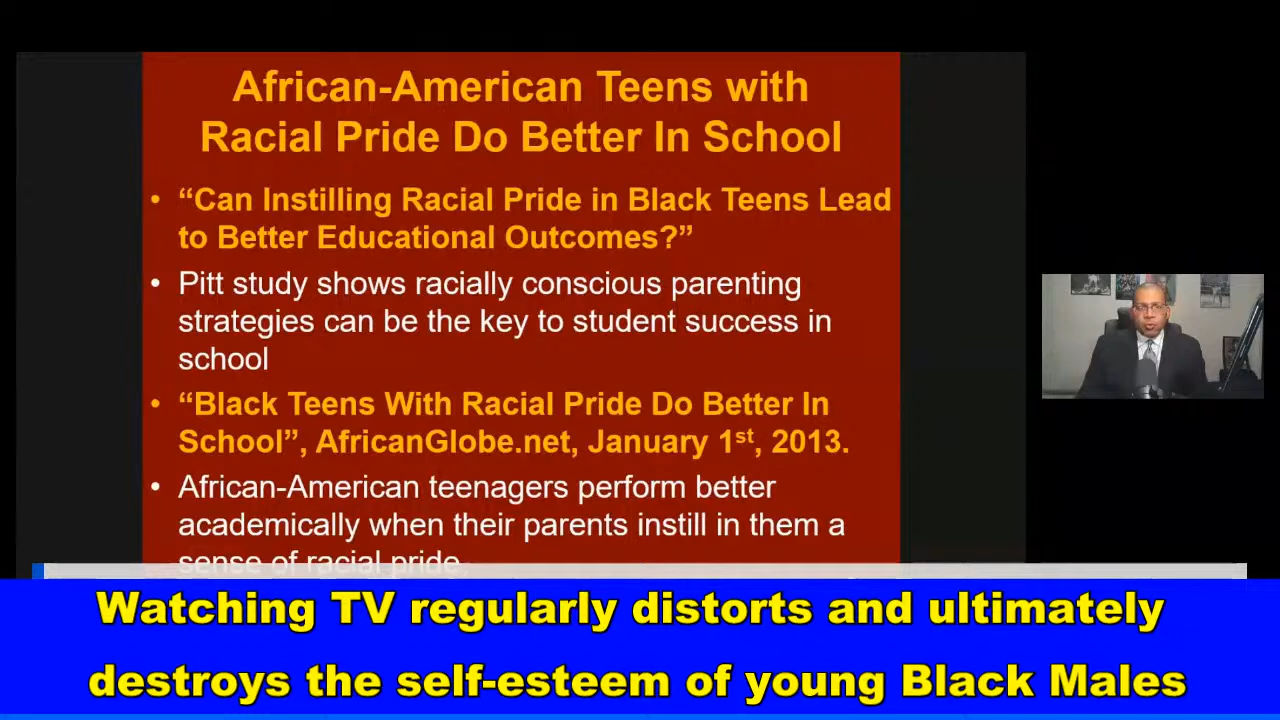 African-American Teens with
Racial Pride Do Better In School
• “Can Instilling Racial Pride in Black Teens Lead
to Better Educational Outcomes?”
• Pitt study shows racially conscious parenting
strategies can be the key to student success in
school
• “Black Teens With Racial Pride Do Better In
School”, AfricanGlobe.net, January 1st, 2013.
• African-American teenagers perform better
academically when their parents instill in them a
sense of racial pride.
Watching TV regularly distorts and ultimately
destroys the self-esteem of young Black Males